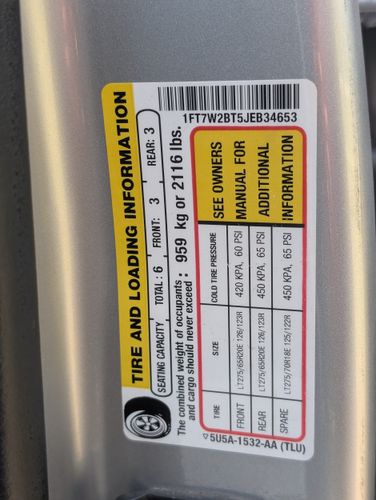 TIRE AND LOADING INFORMATION
SEATING CAPACITY TOTAL : 6 FRONT: 3 REAR: 3
The combined weight of occupants and cargo should never exceed : 959 kg or 2116 lbs.
TIRE SIZE COLD TIRE PRESSURE
FRONT LT275/65R20E 126/123R 420 KPA, 60 PSI
REAR LT275/65R20E 126/123R 450 KPA, 65 PSI
SPARE LT275/70R18E 125/122R 450 KPA, 65 PSI
SEE OWNERS
MANUAL FOR
ADDITIONAL
INFORMATION
5U5A-1532-AA (TLU)
1FT7W2BT5JEB34653